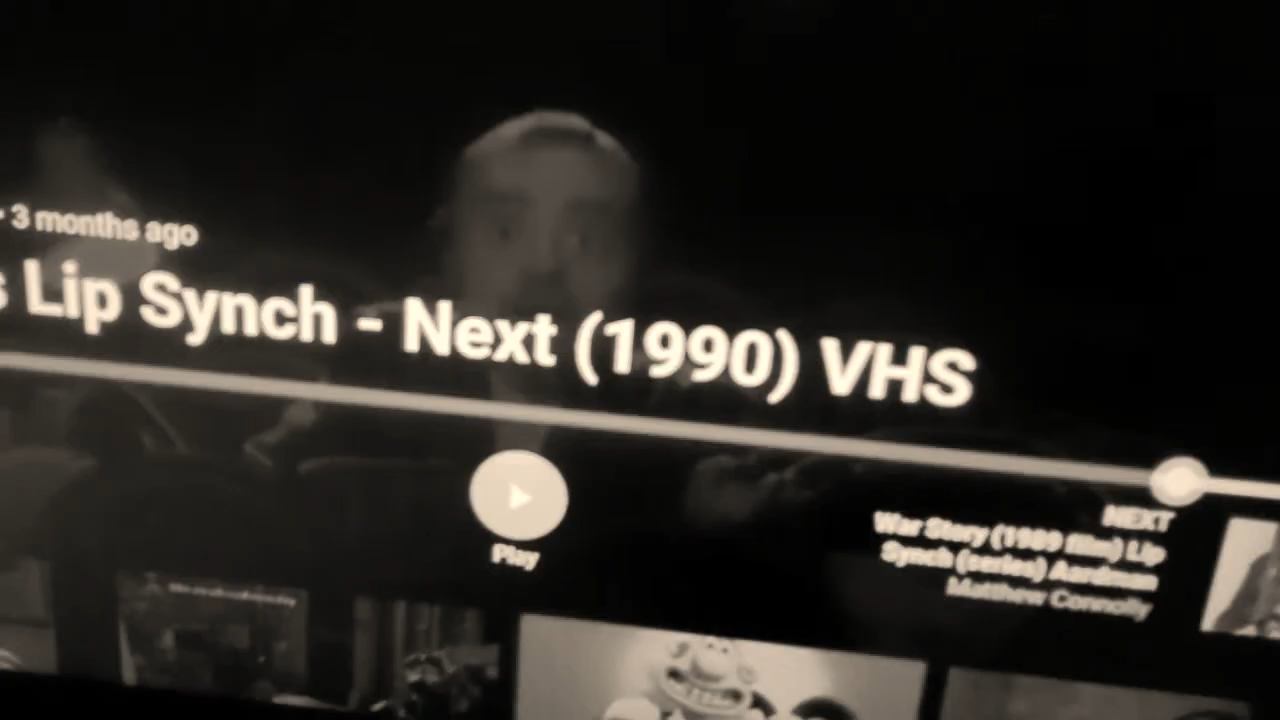 · 3 months ago
s Lip Synch - Next (1990) VHS
Play
NEXT
War Story (1989 film) Lip
Synch (series) Aardman
Matthew Connolly